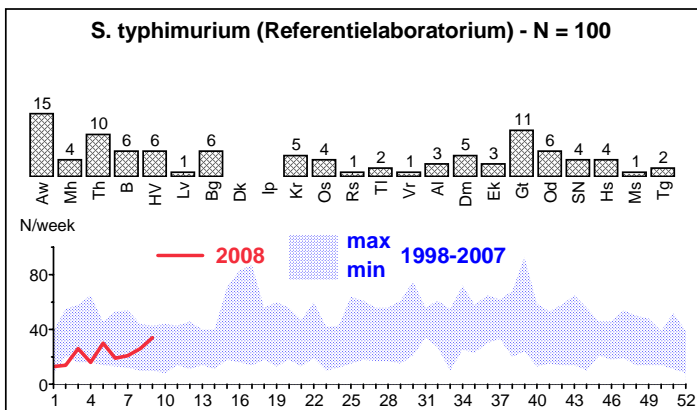 S. typhimurium (Referentielaboratorium) - N = 100
15 4 10 6 6 1 6 5 4 1 2 1 3 5 3 11 6 4 4 1 2
Aw Mh Th B HV Lv Bg Dk Ip Kr Os Rs Tl Vr Al Dm Ek Gt Od SN Hs Ms Tg
N/week
2008 max 1998-2007
min
80
40
0
1 4 7 10 13 16 19 22 25 28 31 34 37 40 43 46 49 52